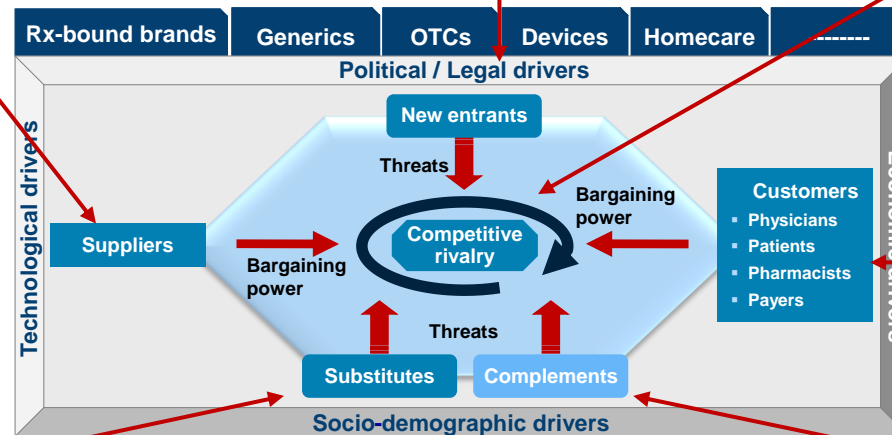 Rx-bound brands
Generics
OTCs
Devices
Homecare
--------
Political / Legal drivers
Technological drivers
New entrants
Threats
Bargaining
power
Customers
▪ Physicians
▪ Patients
▪ Pharmacists
▪ Payers
Suppliers
Competitive
rivalry
Bargaining
power
Threats
Substitutes
Complements
Socio-demographic drivers